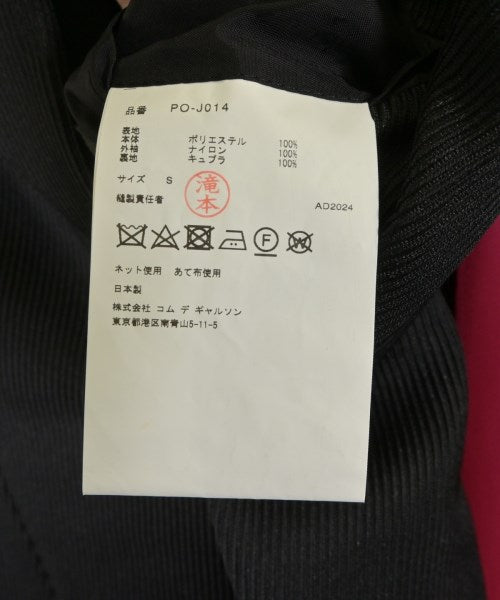 品番 PO-J014
表地
本体 ポリエステル 100%
外袖 ナイロン 100%
裏地 キュプラ 100%
サイズ S
縫製責任者 滝本
AD2024
F W
ネット使用 あて布使用
日本製
株式会社 コム デ ギャルソン
東京都港区南青山5-11-5